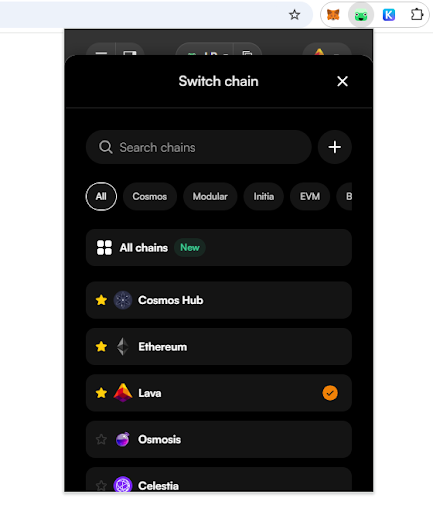 Switch chain
Search chains
All
Cosmos
Modular
Initia
EVM
B
All chains New
Cosmos Hub
Ethereum
Lava
Osmosis
Celestia